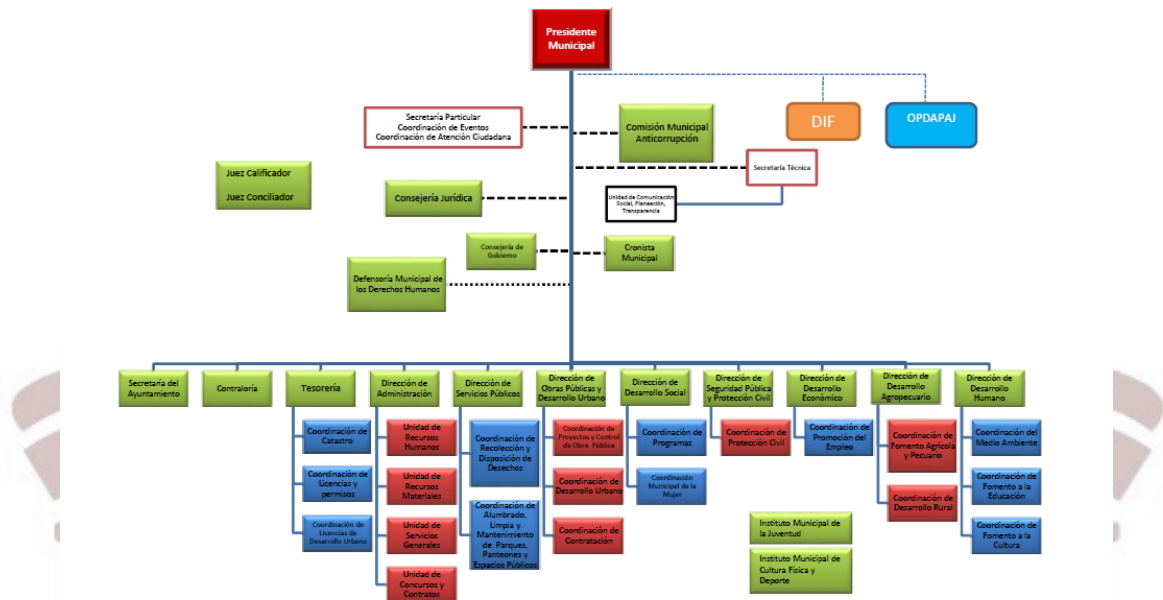 Presidente
Municipal
Secretaría Particular
Coordinación de Eventos
Coordinación de Atención Ciudadana
Comisión Municipal
Anticorrupción
DIF
OPDAPAJ
Secretaría Técnica
Juez Calificador
Juez Conciliador
Consejería Jurídica
Unidad de Comunicación
Social, Planeación,
Transparencia
Consejería de
Gobierno
Cronista
Municipal
Defensoría Municipal de
los Derechos Humanos
Secretaría del
Ayuntamiento
Contraloría
Tesorería
Dirección de
Administración
Dirección de
Servicios Públicos
Dirección de
Obras Públicas y
Desarrollo Urbano
Dirección de
Desarrollo Social
Dirección de
Seguridad Pública
y Protección Civil
Dirección de
Desarrollo
Económico
Dirección de
Desarrollo
Agropecuario
Dirección de
Desarrollo
Humano
Coordinación de
Catastro
Coordinación de
Licencias y
permisos
Coordinación de
Licencias de
Desarrollo Urbano
Unidad de
Recursos
Humanos
Unidad de
Recursos
Materiales
Unidad de
Servicios
Generales
Unidad de
Concursos y
Contratos
Coordinación de
Recolección y
Disposición de
Desechos
Coordinación de
Alumbrado,
Limpia y
Mantenimiento
de Parques,
Panteones y
Espacios Públicos
Coordinación de
Proyectos y Control
de Obra Pública
Coordinación de
Desarrollo Urbano
Coordinación de
Contratación
Coordinación de
Programas
Coordinación
Municipal de la
Mujer
Coordinación de
Protección Civil
Coordinación de
Promoción del
Empleo
Coordinación de
Fomento Agrícola
y Pecuario
Coordinación de
Desarrollo Rural
Coordinación del
Medio Ambiente
Coordinación de
Fomento a la
Educación
Coordinación de
Fomento a la
Cultura
Instituto Municipal de
la Juventud
Instituto Municipal de
Cultura Física y
Deporte